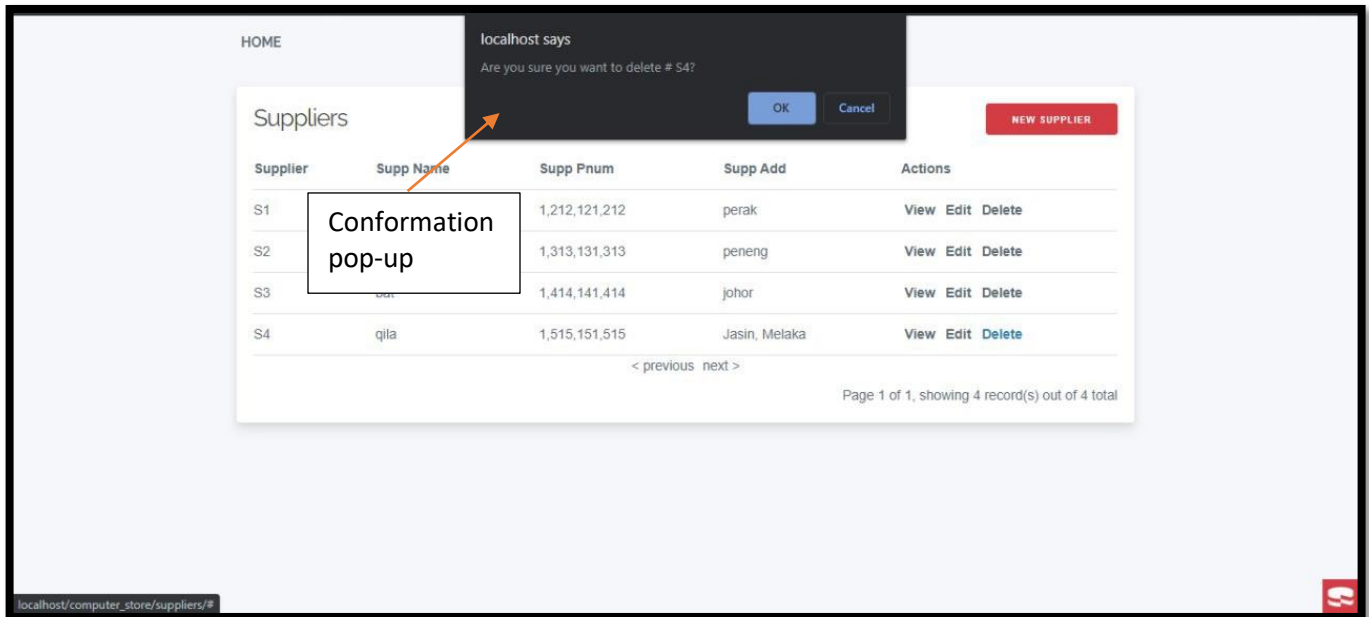 HOME
localhost says
Are you sure you want to delete # S4?
OK Cancel
Suppliers
NEW SUPPLIER
Supplier Supp Name Supp Pnum Supp Add Actions
Conformation
pop-up
S1 1,212,121,212 perak View Edit Delete
S2 1,313,131,313 peneng View Edit Delete
S3 1,414,141,414 johor View Edit Delete
S4 qila 1,515,151,515 Jasin, Melaka View Edit Delete
< previous next >
Page 1 of 1, showing 4 record(s) out of 4 total
localhost/computer_store/suppliers/#